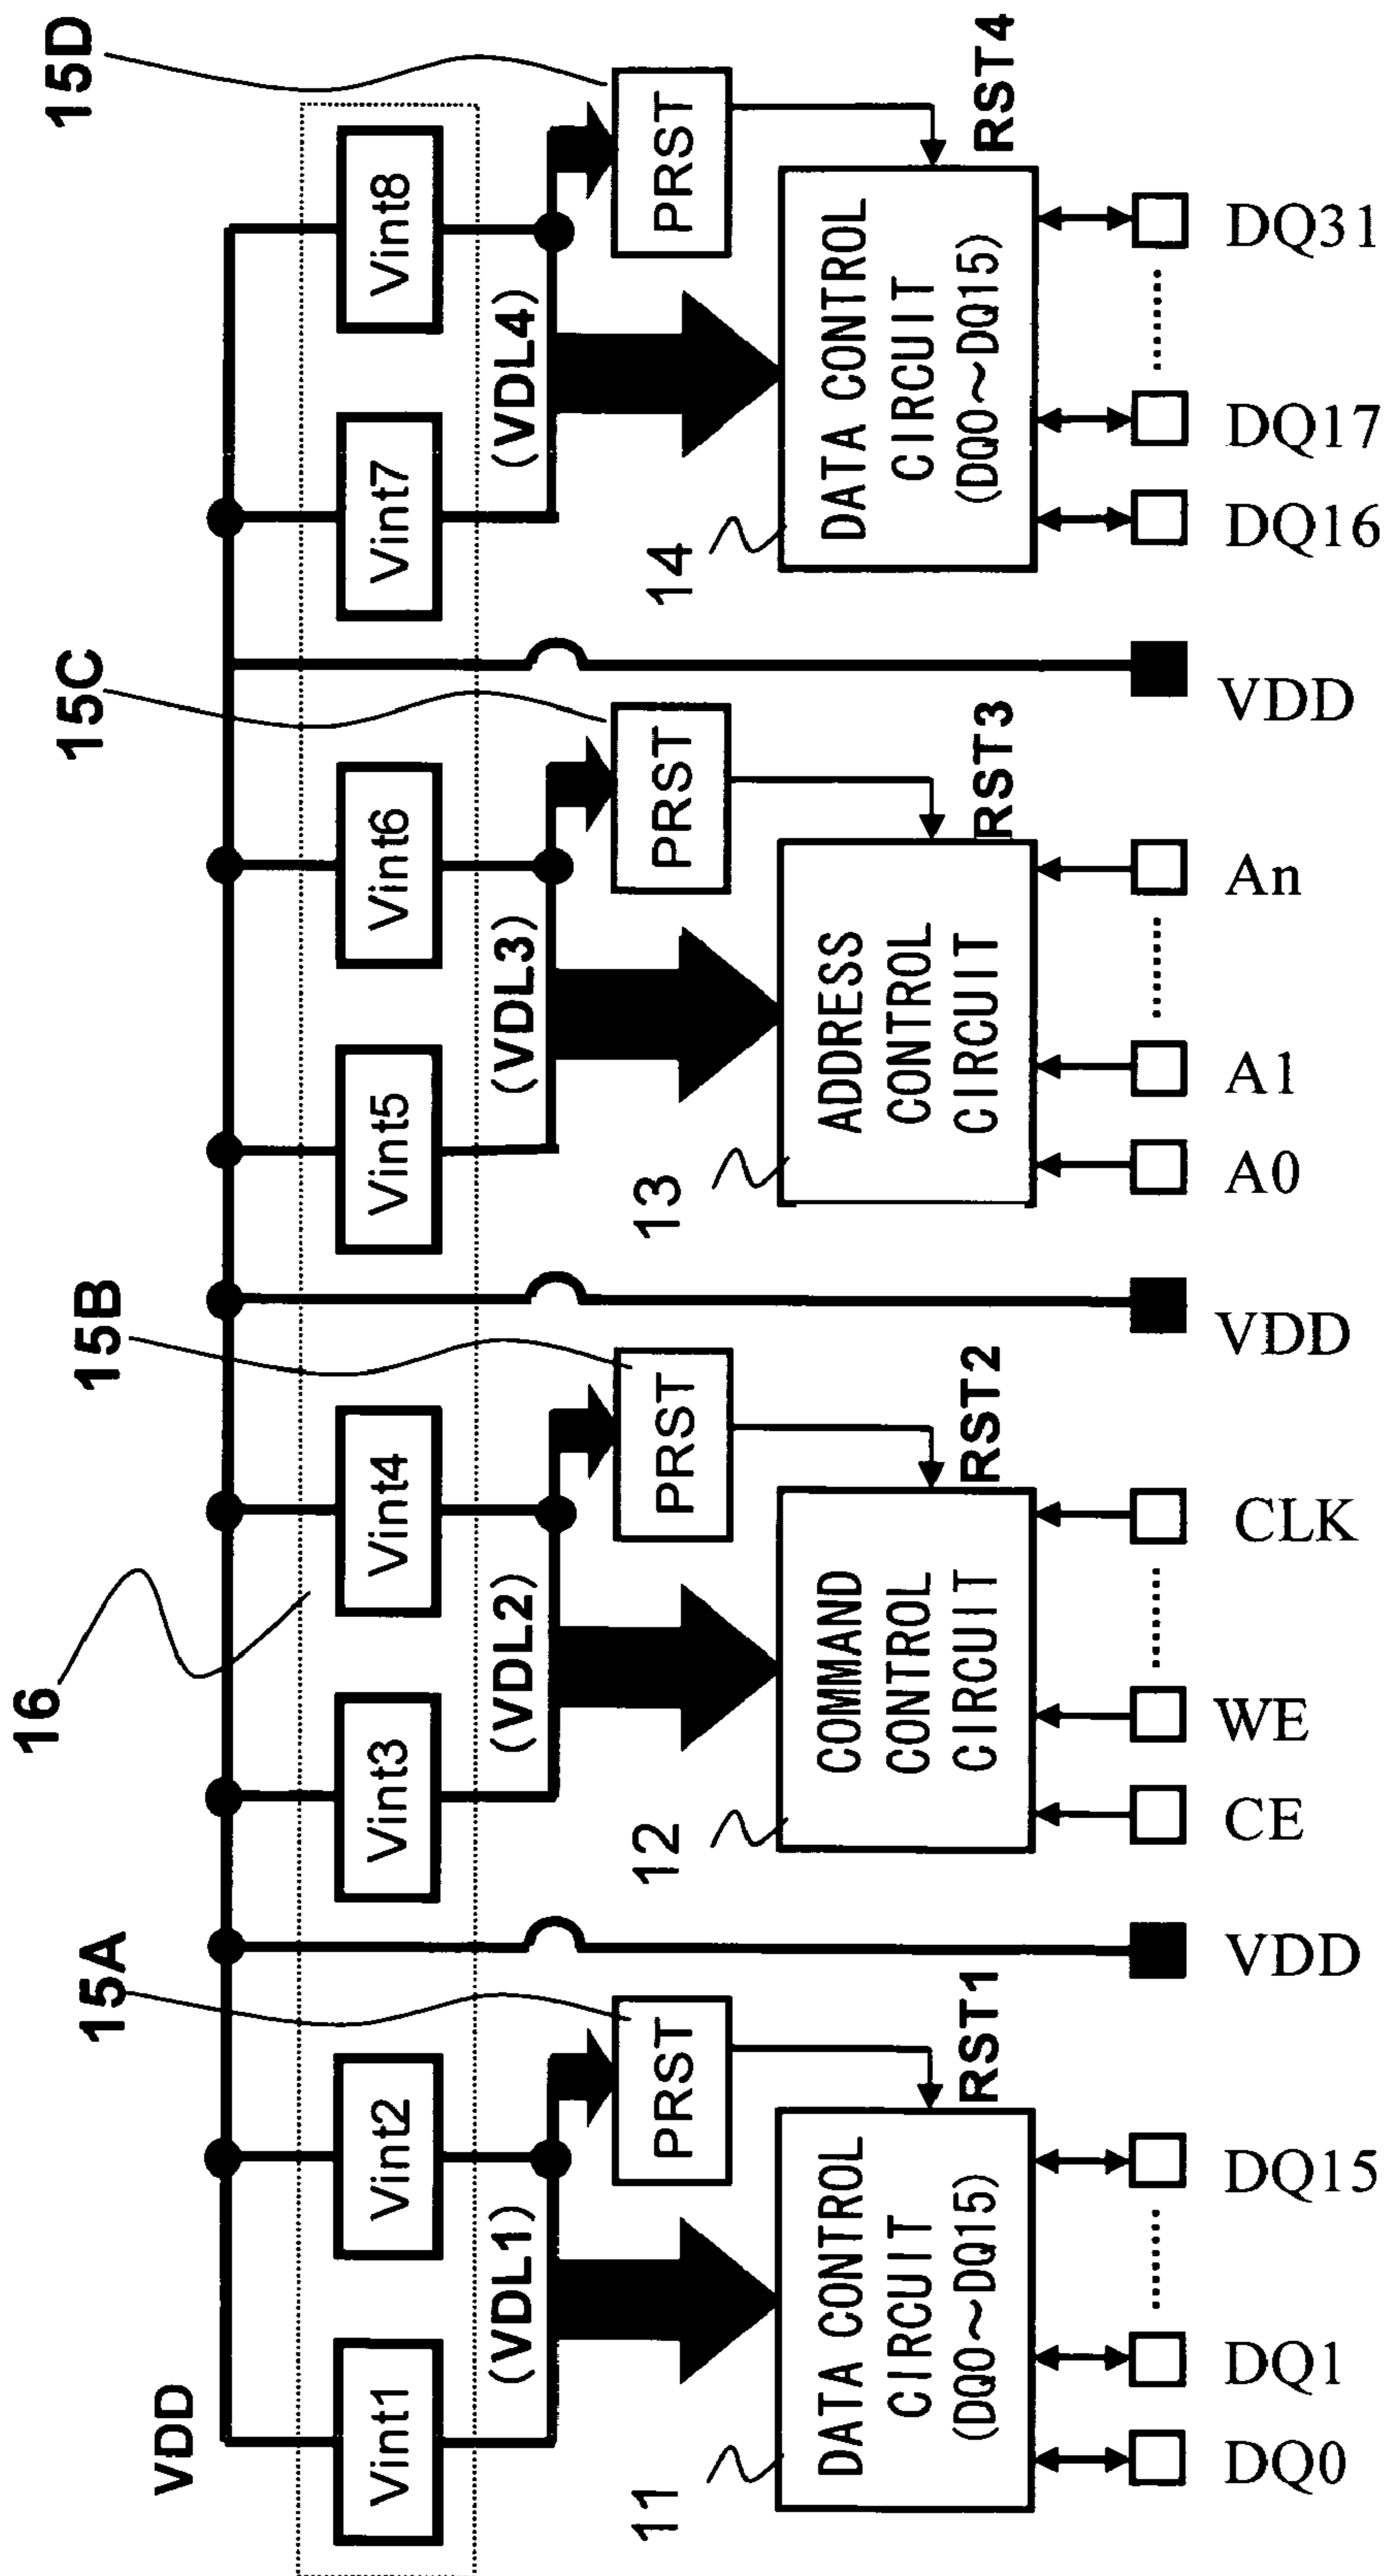 16
15A
15B
15C
15D
VDD
Vint1
Vint2
Vint3
Vint4
Vint5
Vint6
Vint7
Vint8
(VDL1)
(VDL2)
(VDL3)
(VDL4)
PRST
PRST
PRST
PRST
11
DATA CONTROL
CIRCUIT
(DQ0~DQ15)
RST1
12
COMMAND
CONTROL
CIRCUIT
RST2
13
ADDRESS
CONTROL
CIRCUIT
RST3
14
DATA CONTROL
CIRCUIT
(DQ0~DQ15)
RST4
DQ0
DQ1
DQ15
VDD
CE
WE
CLK
VDD
A0
A1
An
VDD
DQ16
DQ17
DQ31